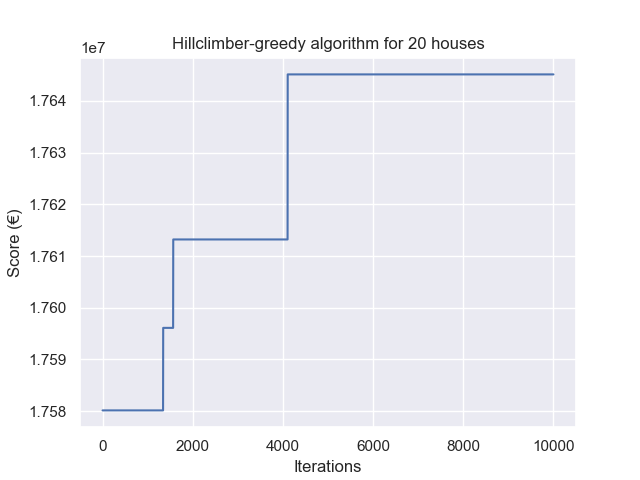 Hillclimber-greedy algorithm for 20 houses
1e7
1.764
1.763
1.762
1.761
1.760
1.759
1.758
Score (€)
0 2000 4000 6000 8000 10000
Iterations